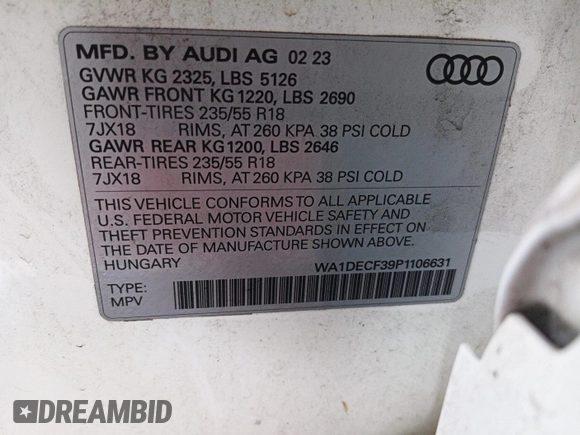 MFD. BY AUDI AG 02 23
GVWR KG 2325, LBS 5126
GAWR FRONT KG 1220, LBS 2690
FRONT-TIRES 235/55 R18
7JX18 RIMS, AT 260 KPA 38 PSI COLD
GAWR REAR KG1200, LBS 2646
REAR-TIRES 235/55 R18
7JX18 RIMS, AT 260 KPA 38 PSI COLD
THIS VEHICLE CONFORMS TO ALL APPLICABLE
U.S. FEDERAL MOTOR VEHICLE SAFETY AND
THEFT PREVENTION STANDARDS IN EFFECT ON
THE DATE OF MANUFACTURE SHOWN ABOVE.
HUNGARY WA1DECF39P1106631
TYPE:
MPV
DREAMBID